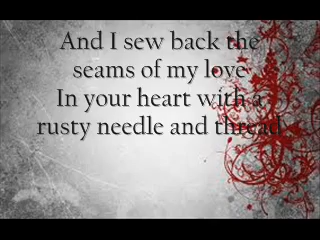 And I sew back the
seams of my love
In your heart with a
rusty needle and thread